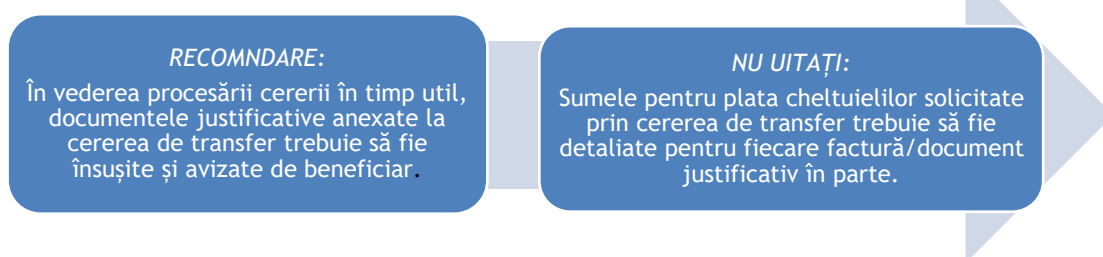 RECOMNDARE:
În vederea procesării cererii în timp util,
documentele justificative anexate la
cererea de transfer trebuie să fie
însușite și avizate de beneficiar.
NU UITAȚI:
Sumele pentru plata cheltuielilor solicitate
prin cererea de transfer trebuie să fie
detaliate pentru fiecare factură/document
justificativ în parte.